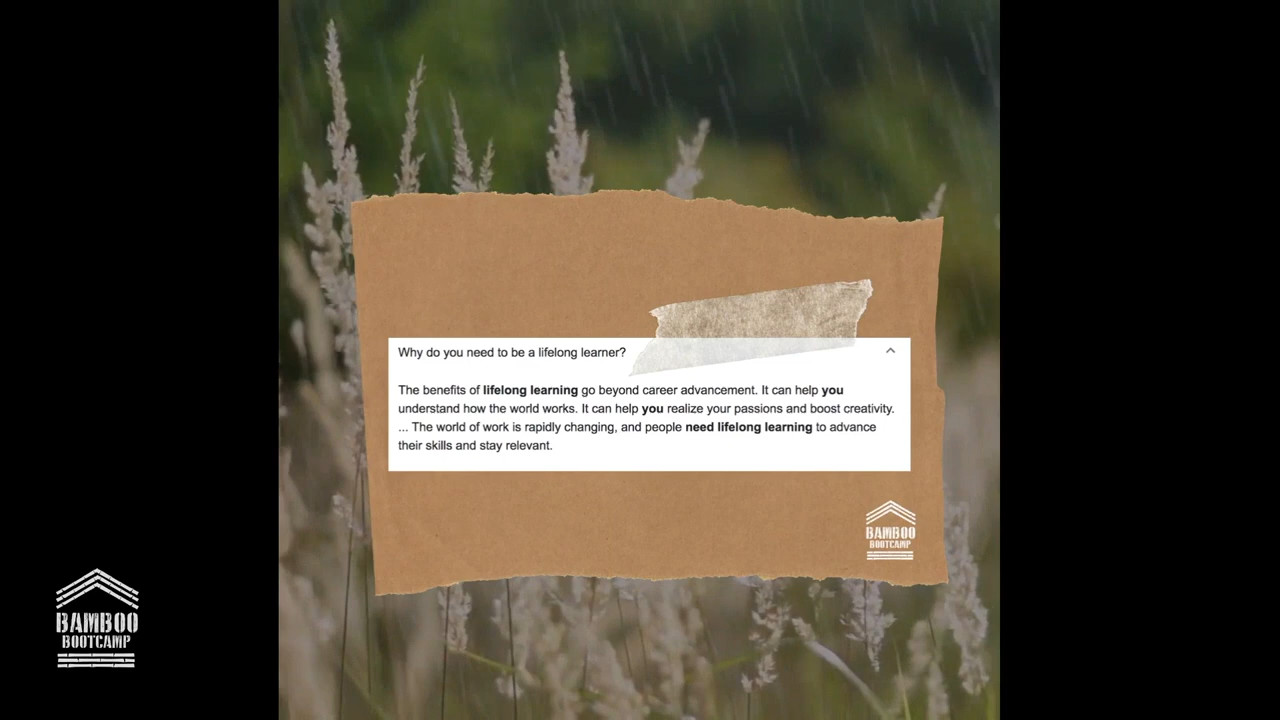 Why do you need to be a lifelong learner?
The benefits of lifelong learning go beyond career advancement. It can help you
understand how the world works. It can help you realize your passions and boost creativity.
... The world of work is rapidly changing, and people need lifelong learning to advance
their skills and stay relevant.
BAMBOO
BOOTCAMP
BAMBOO
BOOTCAMP